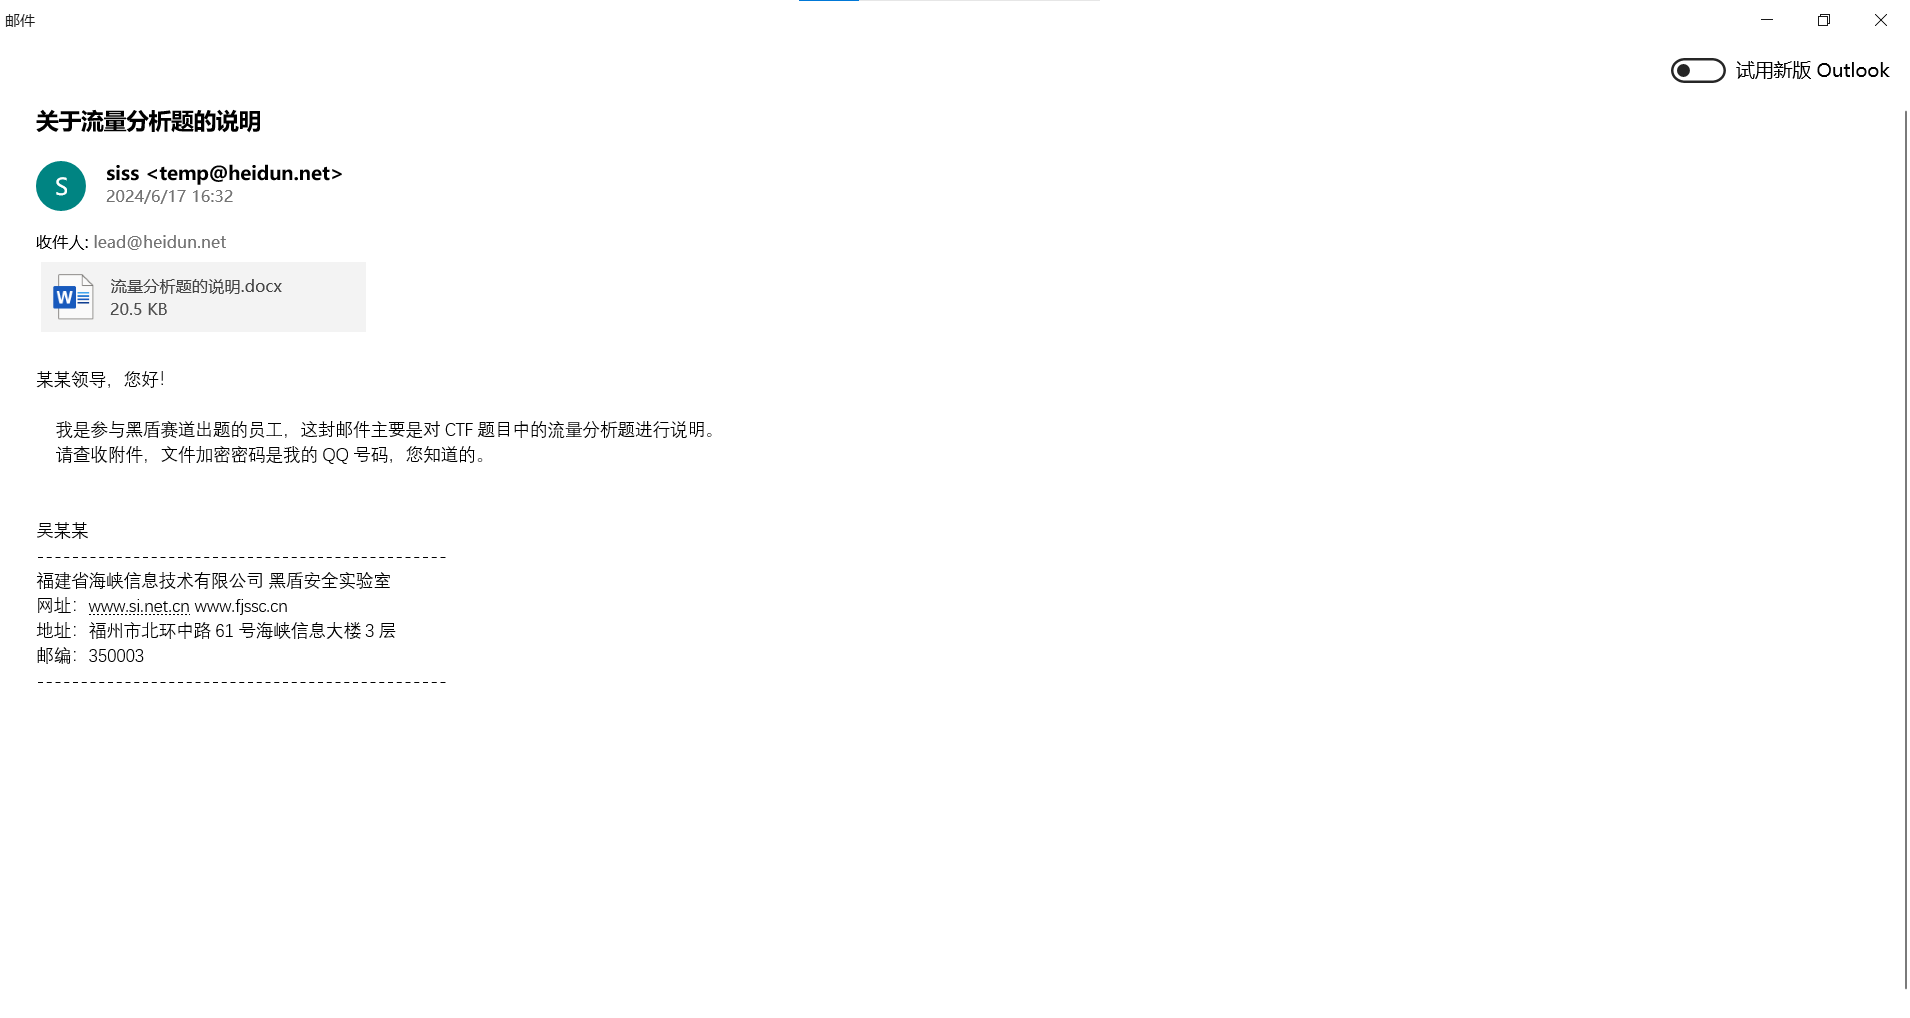 邮件
试用新版 Outlook
关于流量分析题的说明
S
siss <temp@heidun.net>
2024/6/17 16:32
收件人: lead@heidun.net
W
流量分析题的说明.docx
20.5 KB
某某领导，您好！
我是参与黑盾赛道出题的员工，这封邮件主要是对 CTF 题目中的流量分析题进行说明。
请查收附件，文件加密密码是我的 QQ 号码，您知道的。
吴某某
-----------------------------------------------
福建省海峡信息技术有限公司 黑盾安全实验室
网址：www.si.net.cn www.fjssc.cn
地址：福州市北环中路 61 号海峡信息大楼 3 层
邮编：350003
-----------------------------------------------